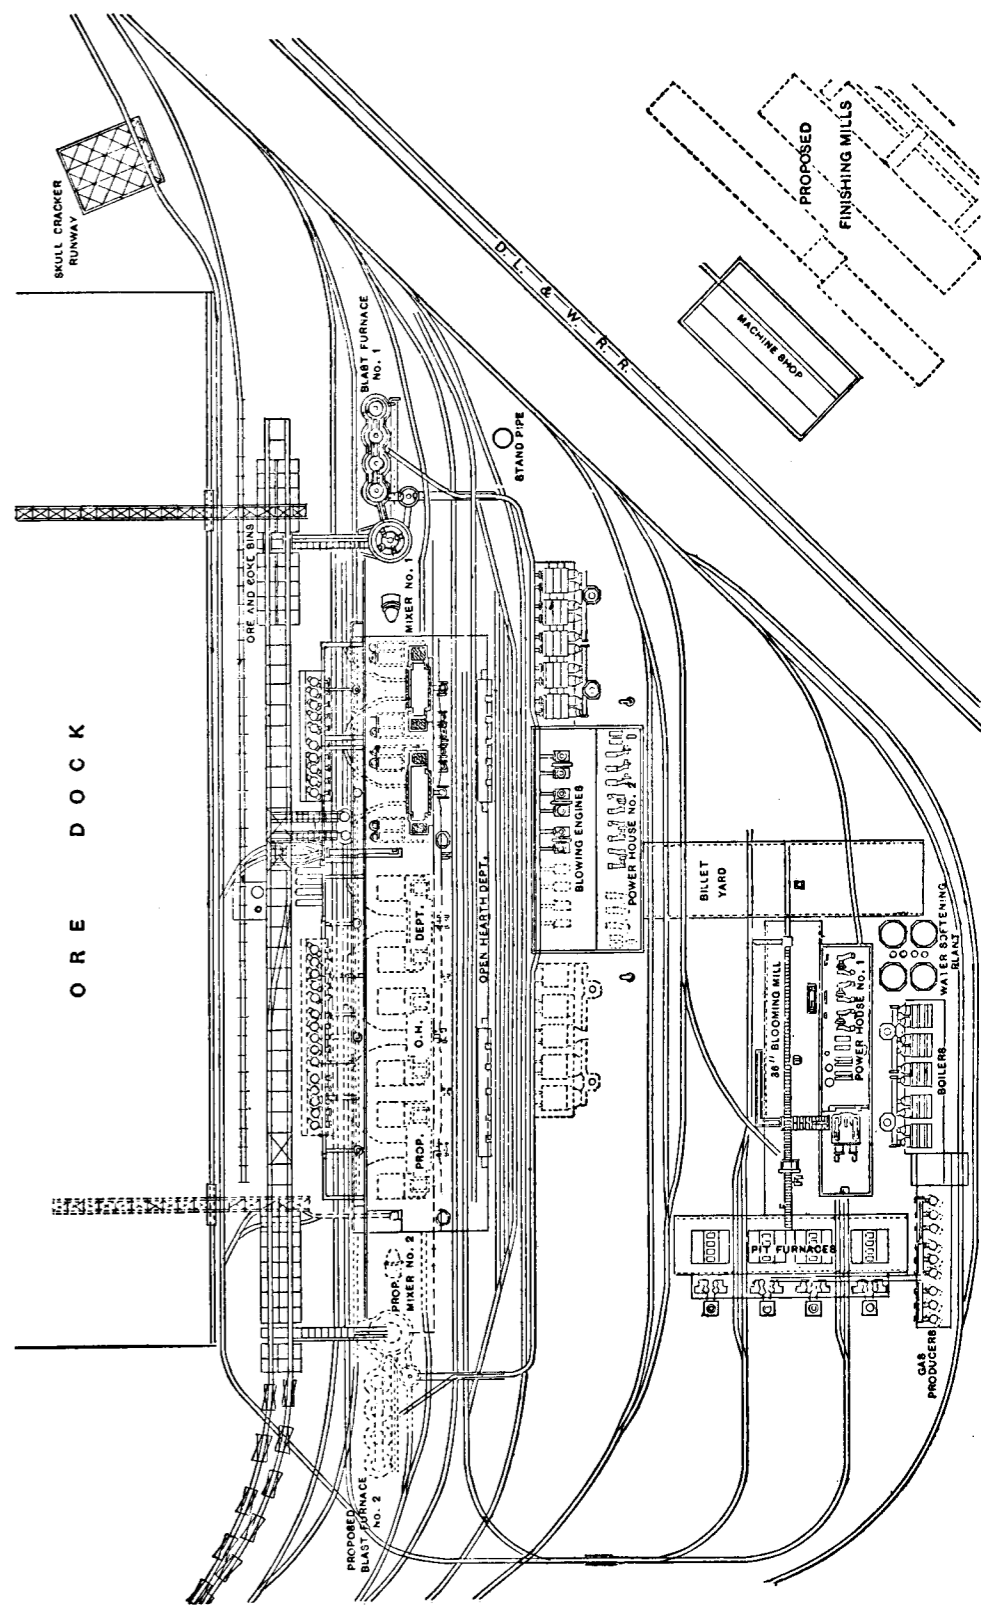 SKULL CRACKER
RUNWAY
ORE DOCK
ORE AND COKE BINS
BLAST FURNACE
NO. 1
MIXER NO. 1
STAND PIPE
D. L. & W. R. R.
MACHINE SHOP
PROPOSED
FINISHING MILLS
PROP. O.H. DEPT.
OPEN HEARTH DEPT.
BLOWING ENGINES
POWER HOUSE NO. 2
BILLET
YARD
36" BLOOMING MILL
POWER HOUSE NO. 1
WATER SOFTENING
PLANT
BOILERS
PIT FURNACES
GAS
PRODUCERS
PROP.
MIXER NO. 2
PROPOSED
BLAST FURNACE
NO. 2